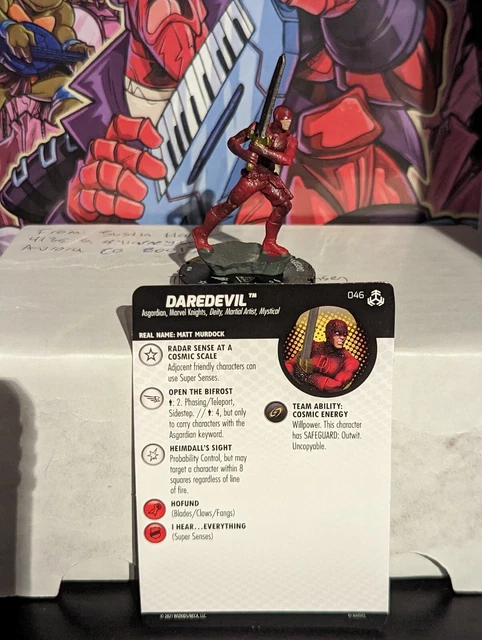 DAREDEVIL™
046
Asgardian, Marvel Knights, Deity, Martial Artist, Mystical
REAL NAME: MATT MURDOCK
RADAR SENSE AT A
COSMIC SCALE
Adjacent friendly characters can
use Super Senses.
OPEN THE BIFROST
: 2. Phasing/Teleport,
Sidestep. // : 4, but only
to carry characters with the
Asgardian keyword.
HEIMDALL'S SIGHT
Probability Control, but may
target a character within 8
squares regardless of line
of fire.
HOFUND
(Blades/Claws/Fangs)
I HEAR...EVERYTHING
(Super Senses)
TEAM ABILITY:
COSMIC ENERGY
Willpower. This character
has SAFEGUARD: Outwit.
Uncopyable.
© 2021 WIZKIDS/NECA, LLC
© MARVEL